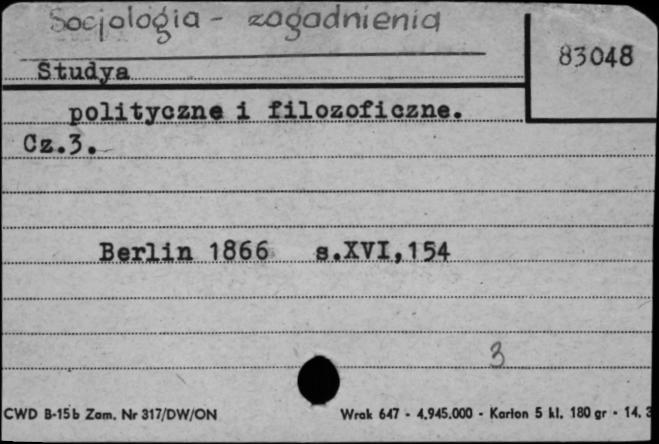 Socjologia - zagadnienia
83048
Studya
polityczne i filozoficzne.
Cz.3.
Berlin 1866 s.XVI,154
3
CWD B-15b Zam. Nr 317/DW/ON Wrak 647 - 4.945.000 - Karton 5 kl. 180 gr - 14. 3